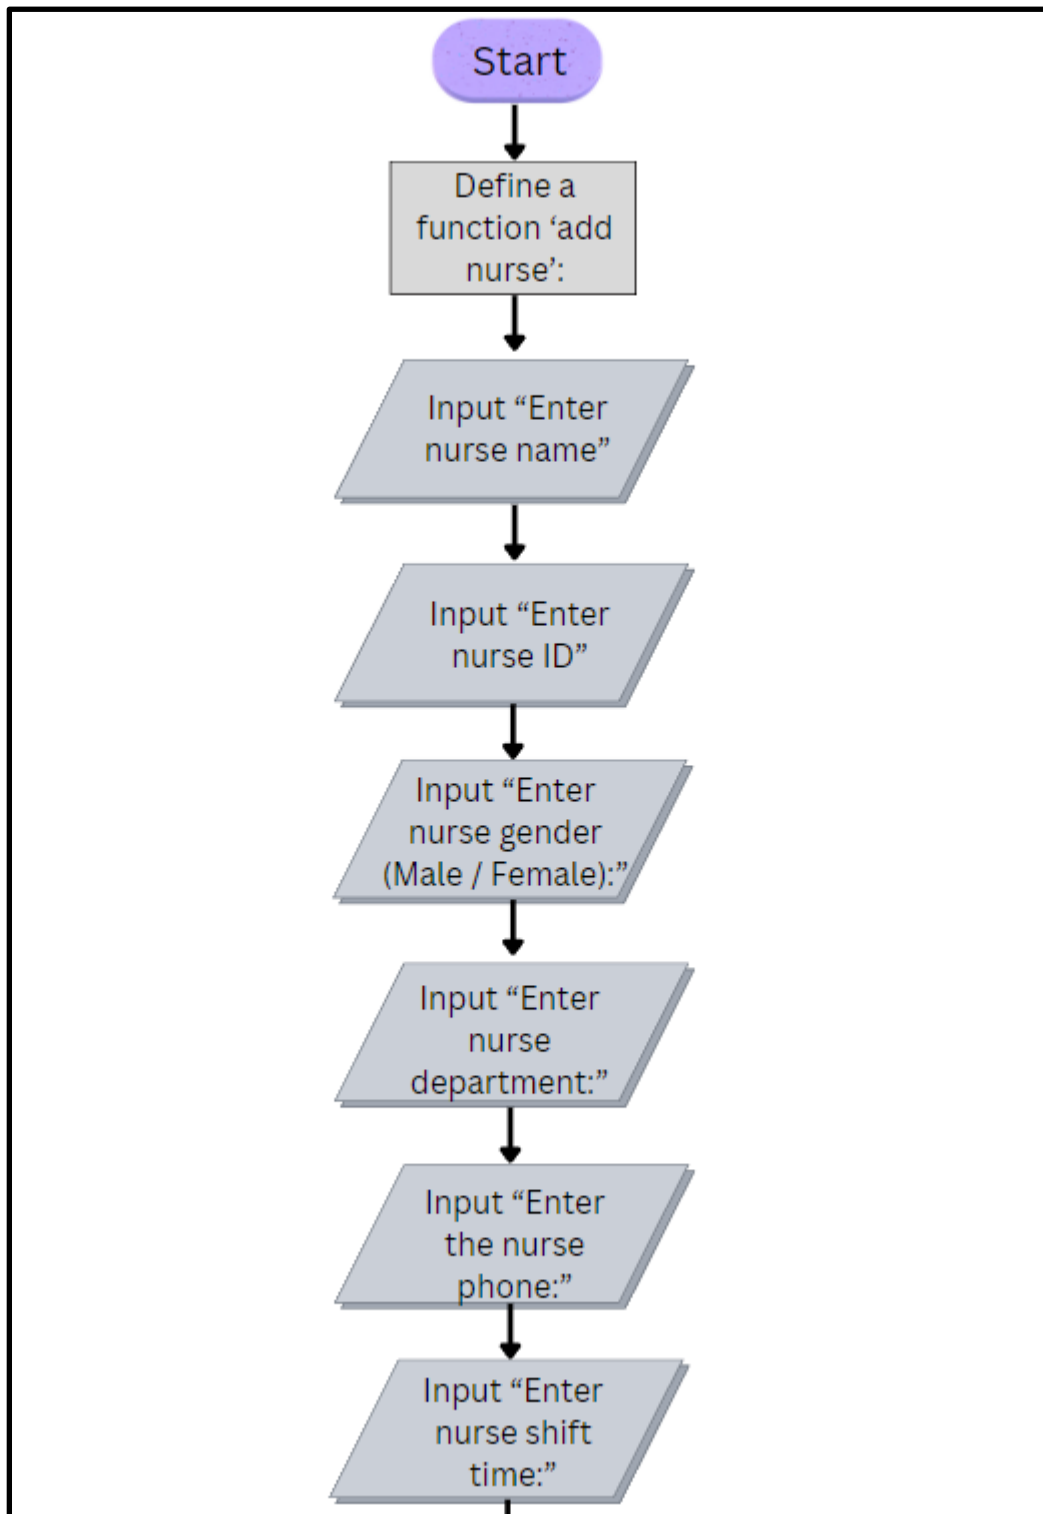 Start
Define a
function ‘add
nurse’:
Input “Enter
nurse name”
Input “Enter
nurse ID”
Input “Enter
nurse gender
(Male / Female):”
Input “Enter
nurse
department:”
Input “Enter
the nurse
phone:”
Input “Enter
nurse shift
time:”